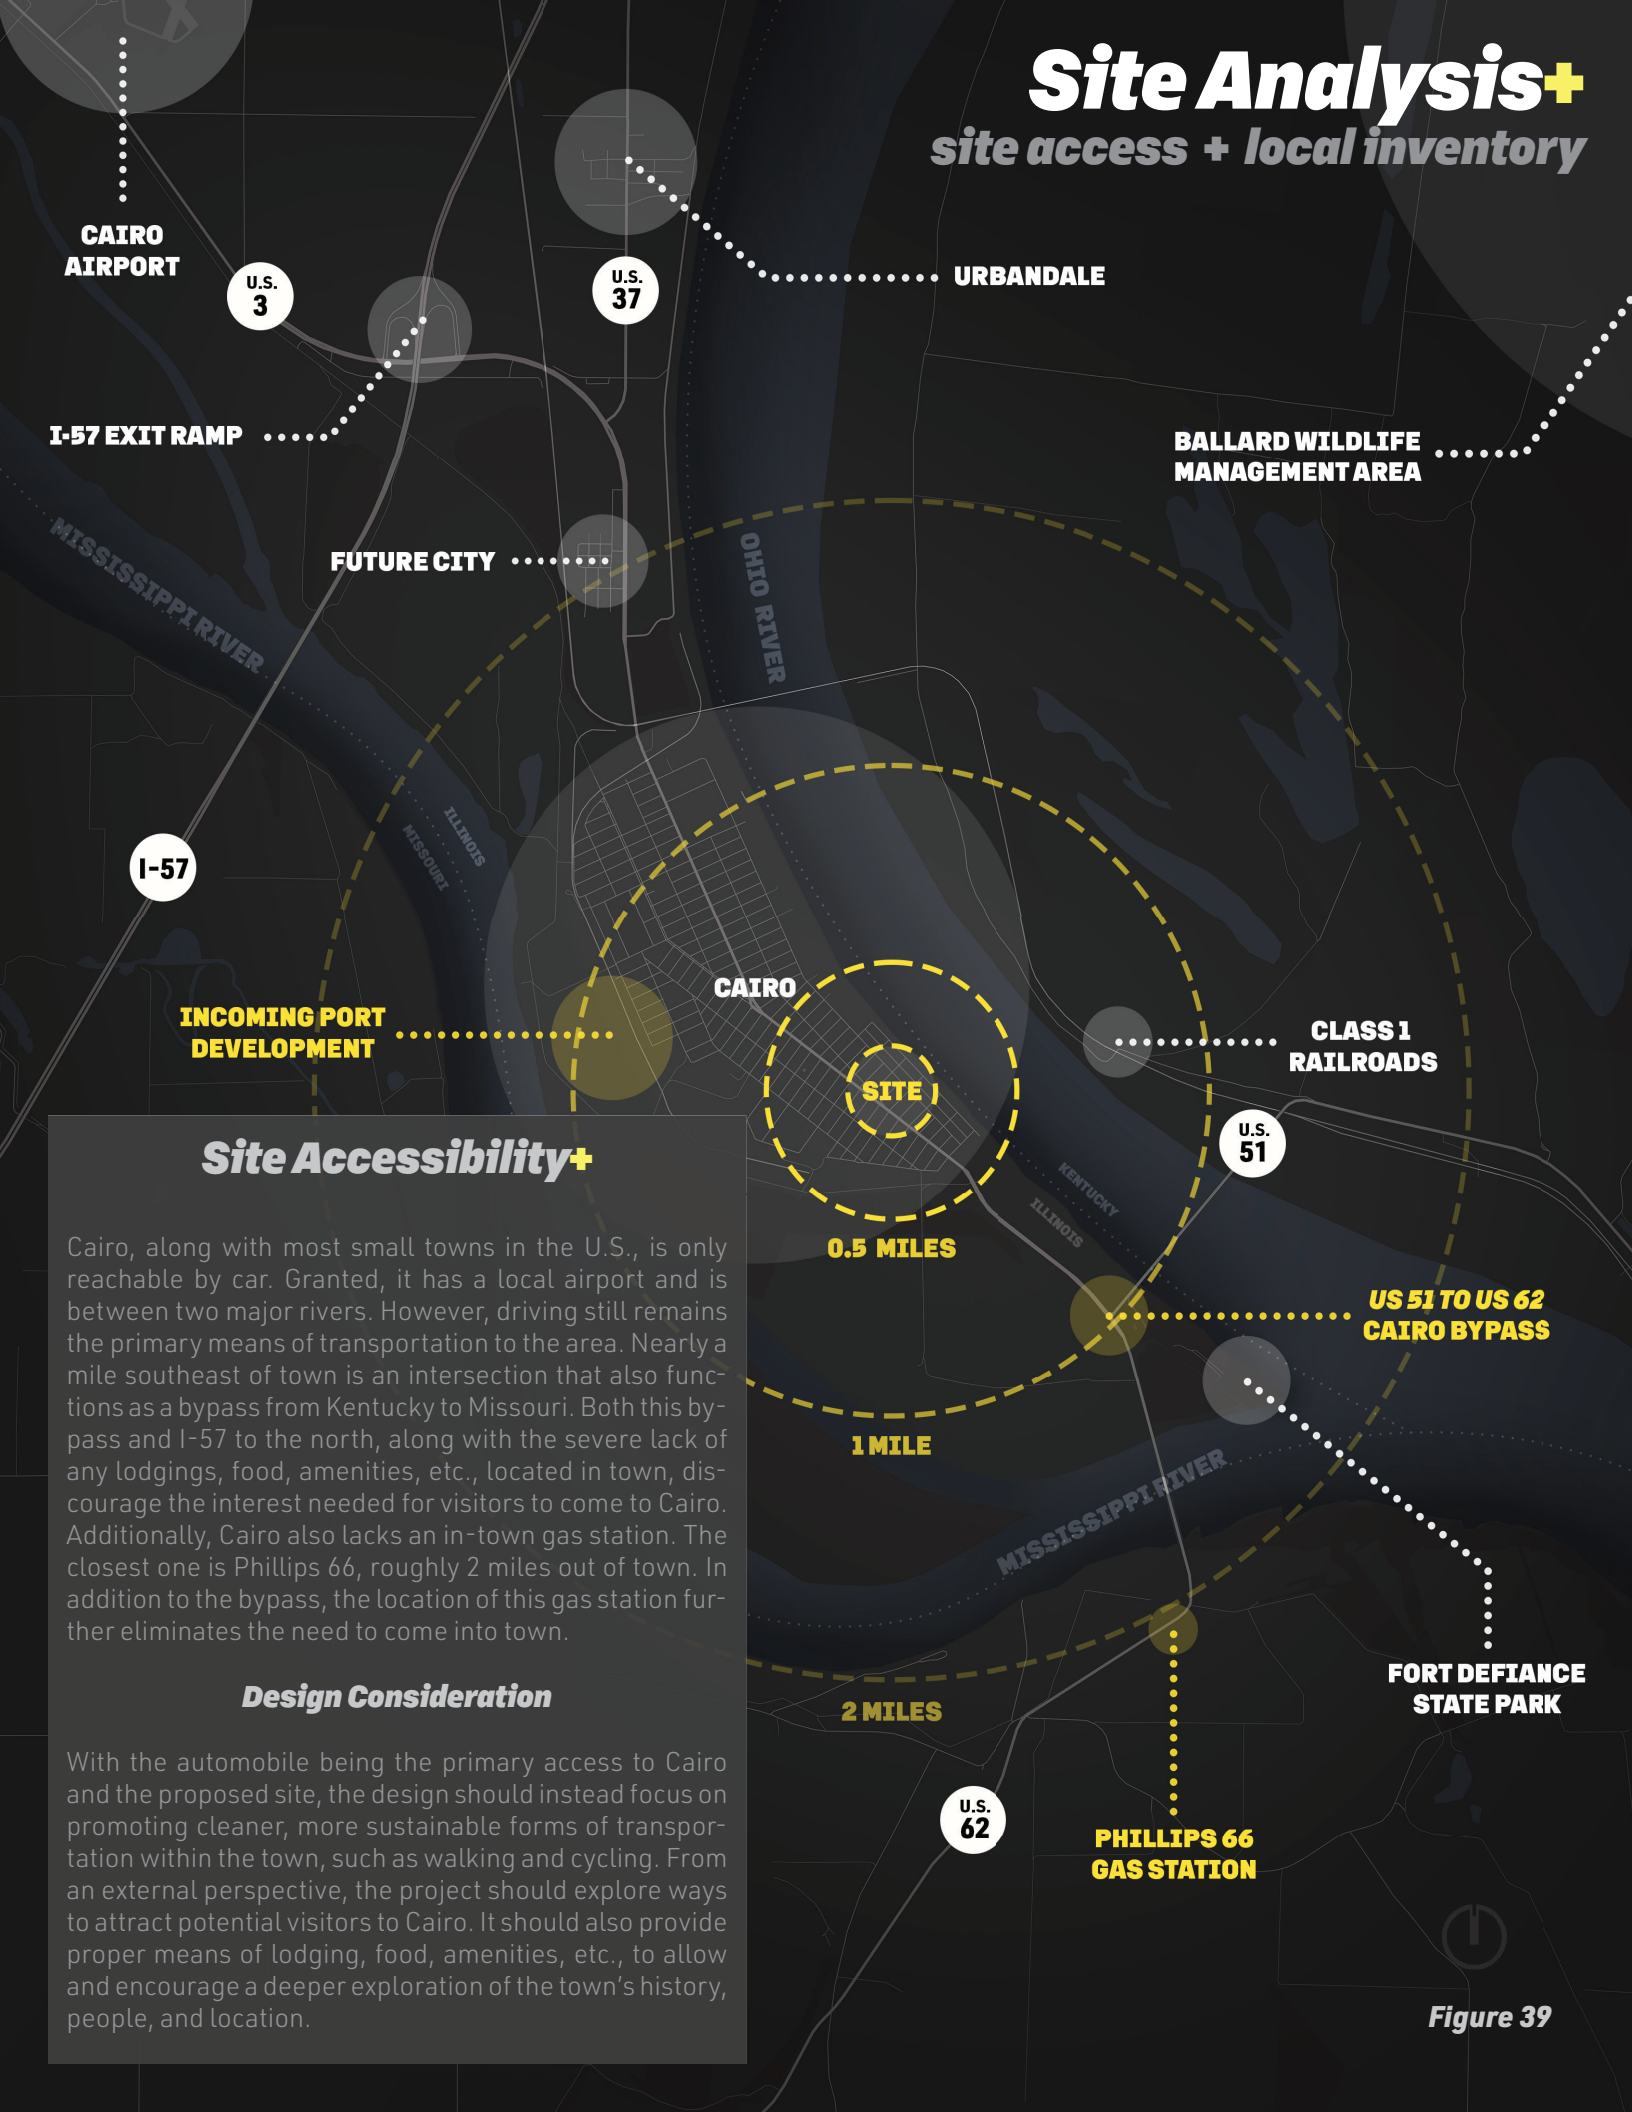 Site Analysis+
site access + local inventory
CAIRO
AIRPORT
U.S.
3
U.S.
37
URBANDALE
I-57 EXIT RAMP
BALLARD WILDLIFE
MANAGEMENT AREA
MISSISSIPPI RIVER
FUTURE CITY
OHIO RIVER
ILLINOIS
MISSOURI
I-57
CAIRO
INCOMING PORT
DEVELOPMENT
SITE
CLASS 1
RAILROADS
U.S.
51
KENTUCKY
ILLINOIS
0.5 MILES
US 51 TO US 62
CAIRO BYPASS
1 MILE
MISSISSIPPI RIVER
FORT DEFIANCE
STATE PARK
2 MILES
U.S.
62
PHILLIPS 66
GAS STATION
Site Accessibility+
Cairo, along with most small towns in the U.S., is only
reachable by car. Granted, it has a local airport and is
between two major rivers. However, driving still remains
the primary means of transportation to the area. Nearly a
mile southeast of town is an intersection that also func-
tions as a bypass from Kentucky to Missouri. Both this by-
pass and I-57 to the north, along with the severe lack of
any lodgings, food, amenities, etc., located in town, dis-
courage the interest needed for visitors to come to Cairo.
Additionally, Cairo also lacks an in-town gas station. The
closest one is Phillips 66, roughly 2 miles out of town. In
addition to the bypass, the location of this gas station fur-
ther eliminates the need to come into town.
Design Consideration
With the automobile being the primary access to Cairo
and the proposed site, the design should instead focus on
promoting cleaner, more sustainable forms of transpor-
tation within the town, such as walking and cycling. From
an external perspective, the project should explore ways
to attract potential visitors to Cairo. It should also provide
proper means of lodging, food, amenities, etc., to allow
and encourage a deeper exploration of the town's history,
people, and location.
Figure 39